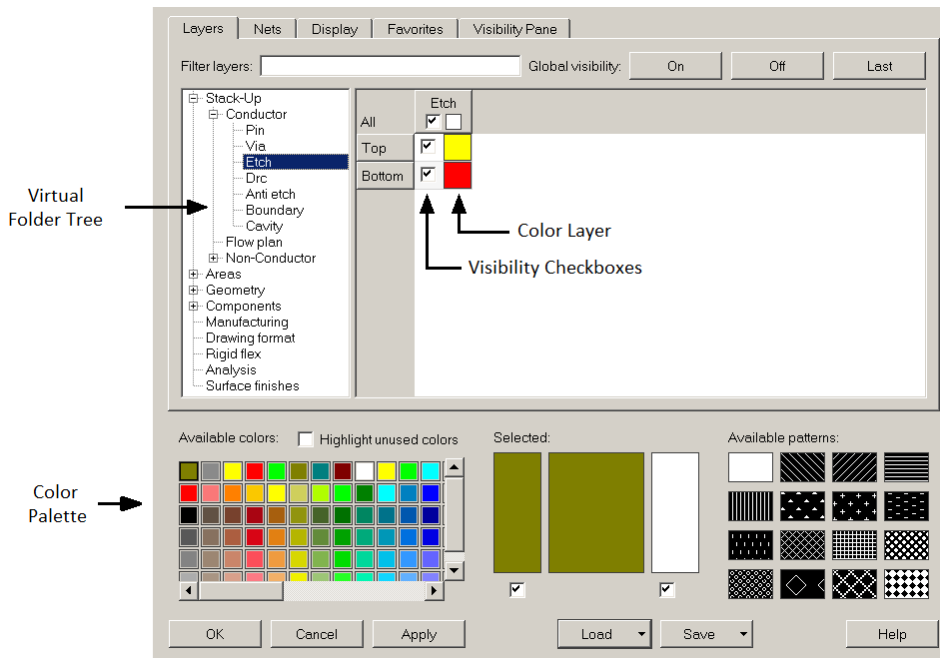 Layers Nets Display Favorites Visibility Pane
Filter layers: Global visibility: On Off Last
Stack-Up
Conductor
Pin
Via
Etch
Drc
Anti etch
Boundary
Cavity
Flow plan
Non-Conductor
Areas
Geometry
Components
Manufacturing
Drawing format
Rigid flex
Analysis
Surface finishes
Etch
All
Top
Bottom
Color Layer
Visibility Checkboxes
Virtual
Folder Tree
Available colors: Highlight unused colors Selected: Available patterns:
Color
Palette
OK Cancel Apply Load Save Help